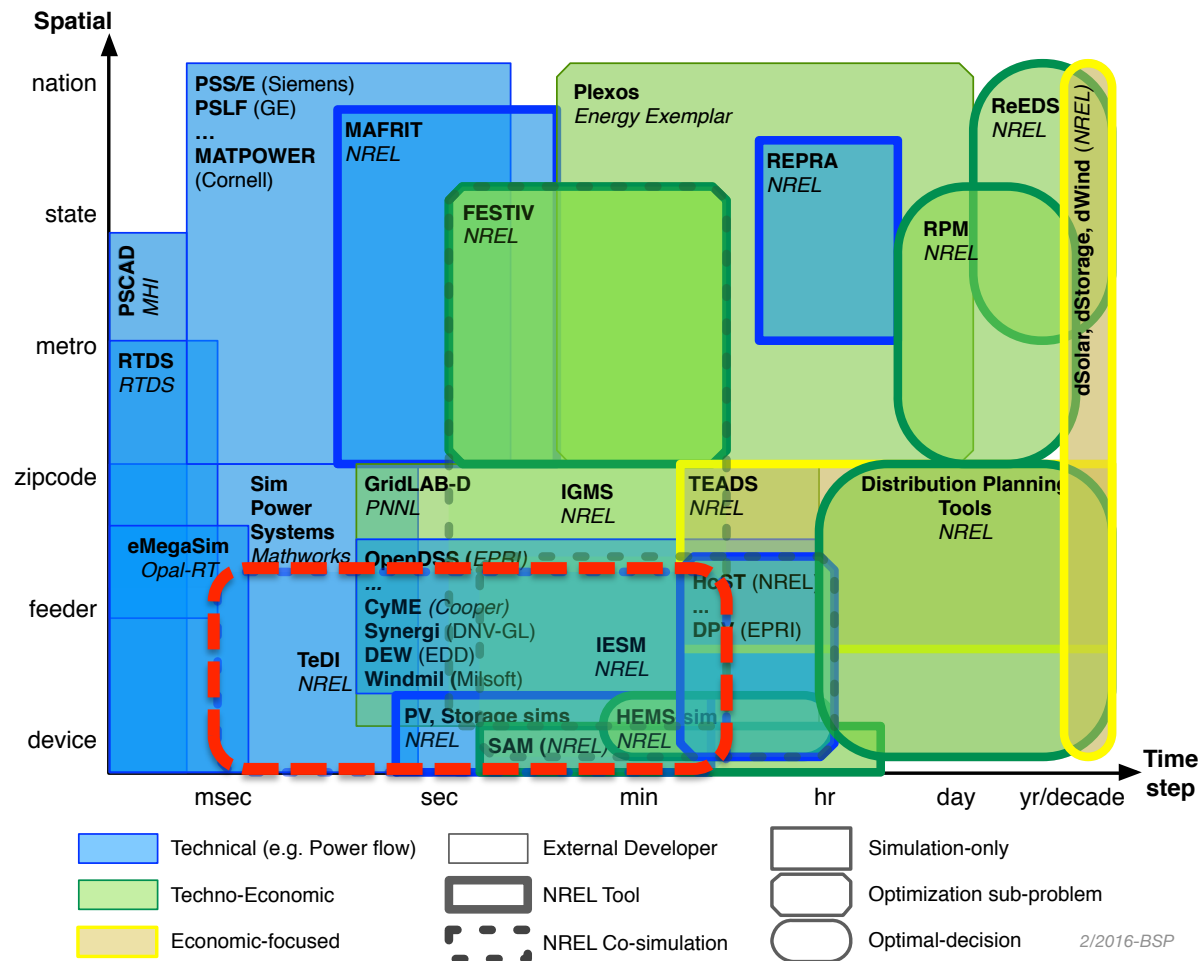 Spatial
nation
state
metro
zipcode
feeder
device
PSS/E (Siemens)
PSLF (GE)
...
MATPOWER
(Cornell)
MAFRIT
NREL
Plexos
Energy Exemplar
REPRA
NREL
ReEDS
NREL
dSolar, dStorage, dWind (NREL)
FESTIV
NREL
RPM
NREL
PSCAD
MHI
RTDS
RTDS
Sim
Power
Systems
Mathworks
GridLAB-D
PNNL
IGMS
NREL
TEADS
NREL
Distribution Planning
Tools
NREL
eMegaSim
Opal-RT
OpenDSS (EPRI)
...
CyME (Cooper)
Synergi (DNV-GL)
DEW (EDD)
Windmil (Milsoft)
HoST (NREL)
...
DPV (EPRI)
TeDI
NREL
IESM
NREL
PV, Storage sims
NREL
HEMS sim
NREL
SAM (NREL)
msec
sec
min
hr
day
yr/decade
Time
step
Technical (e.g. Power flow)
External Developer
Simulation-only
Techno-Economic
NREL Tool
Optimization sub-problem
Economic-focused
NREL Co-simulation
Optimal-decision
2/2016-BSP